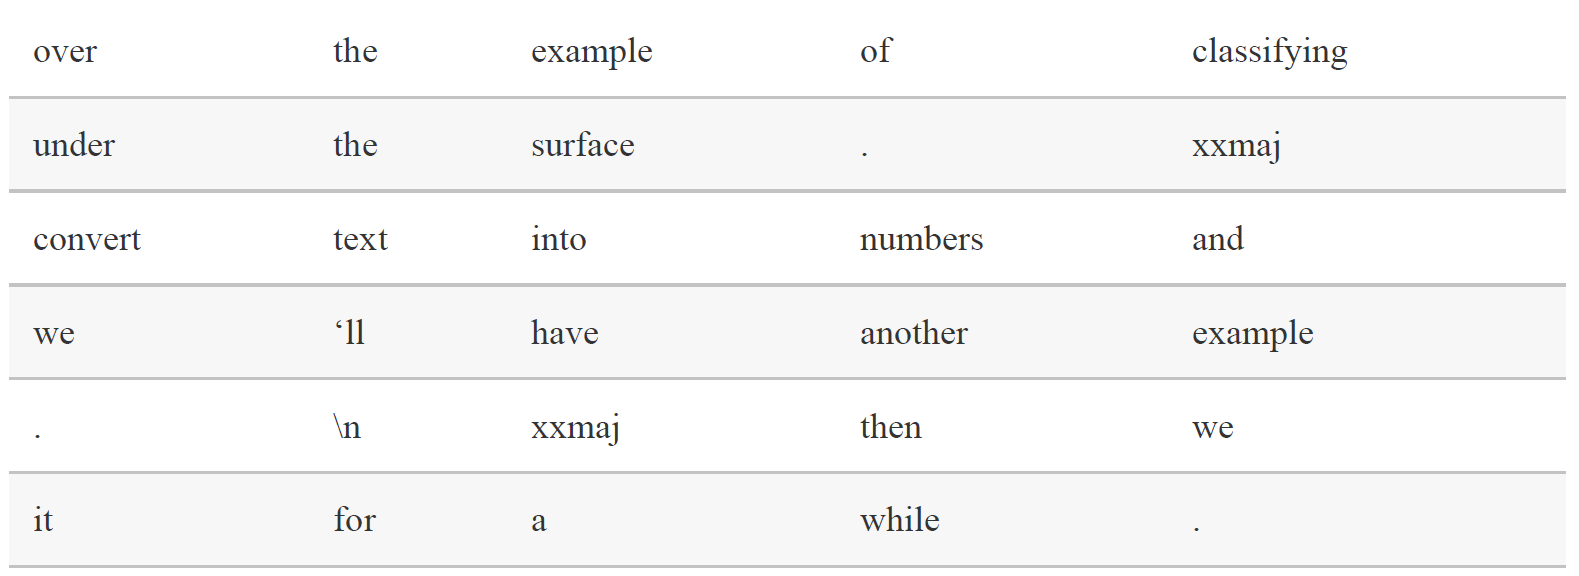 over the example of classifying
under the surface . xxmaj
convert text into numbers and
we ‘ll have another example
. \n xxmaj then we
it for a while .